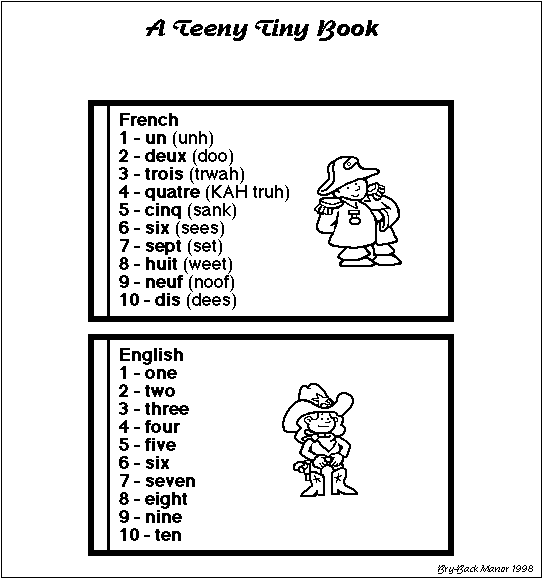 A Teeny Tiny Book
French
1 - un (unh)
2 - deux (doo)
3 - trois (trwah)
4 - quatre (KAH truh)
5 - cinq (sank)
6 - six (sees)
7 - sept (set)
8 - huit (weet)
9 - neuf (noof)
10 - dis (dees)
English
1 - one
2 - two
3 - three
4 - four
5 - five
6 - six
7 - seven
8 - eight
9 - nine
10 - ten
Bry-Back Manor 1998